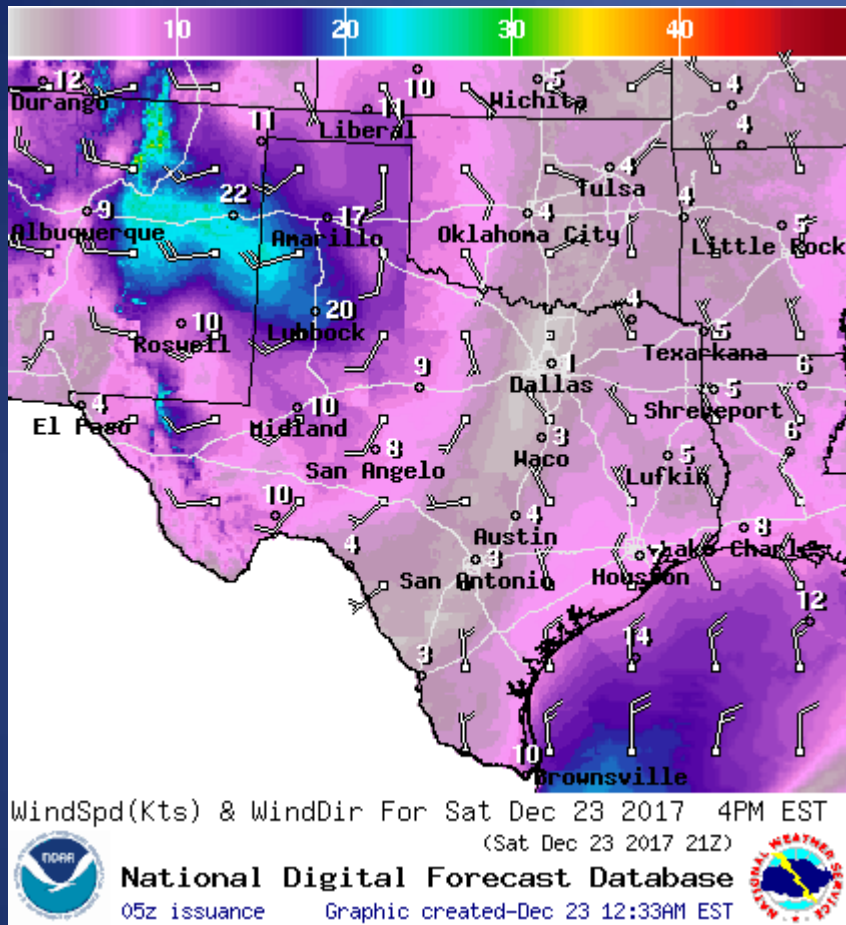 10 20 30 40
12 10 5 4
Durango Wichita
11
Liberal
11 4
4
Tulsa
9 22 17 4 4 5
Albuquerque Amarillo Oklahoma City Little Rock
20 4
10 5
Roswell Lubbock Texarkana
1
9 Dallas 6
5
4 10 Shreveport
El Paso Midland 3
8 Waco 6
San Angelo 5
Lufkin
10 4
Austin 8
4 3 7 Lake Charles
San Antonio Houston
12
14
3
10
Brownsville
WindSpd(Kts) & WindDir For Sat Dec 23 2017 4PM EST
(Sat Dec 23 2017 21Z)
National Digital Forecast Database
05z issuance Graphic created-Dec 23 12:33AM EST
NOAA
NATIONAL WEATHER SERVICE